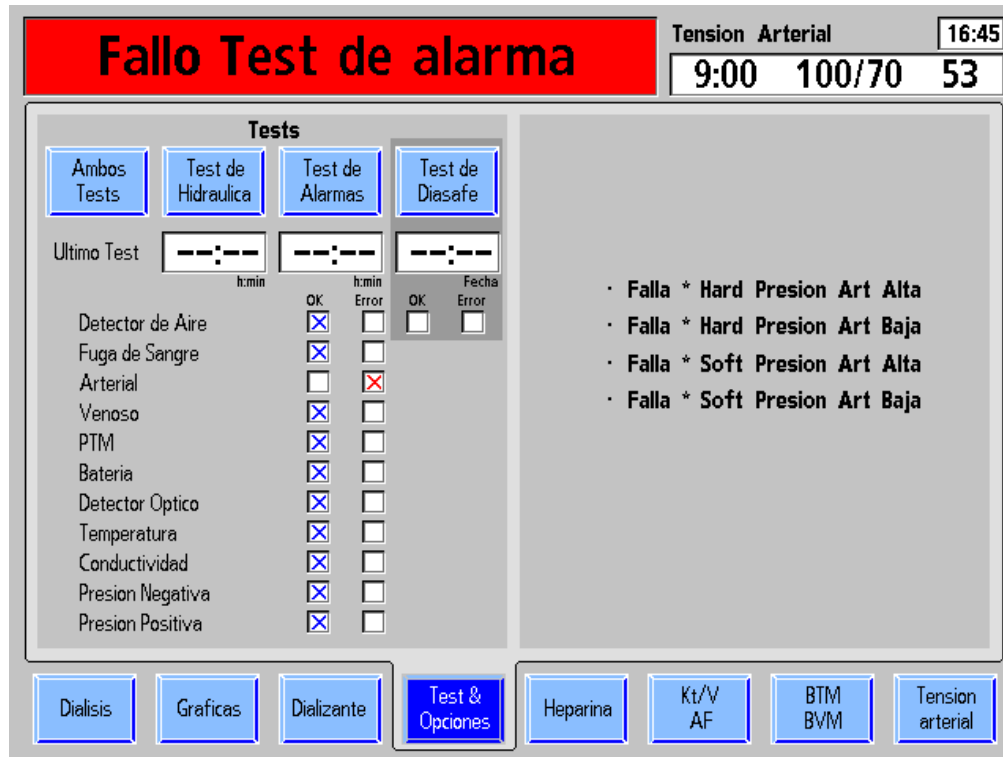 Fallo Test de alarma
Tension Arterial
16:45
9:00 100/70 53
Tests
Ambos
Tests
Test de
Hidraulica
Test de
Alarmas
Test de
Diasafe
Ultimo Test --:-- --:-- --:--
h:min h:min Fecha
OK Error OK Error
Detector de Aire
Fuga de Sangre
Arterial
Venoso
PTM
Bateria
Detector Optico
Temperatura
Conductividad
Presion Negativa
Presion Positiva
· Falla * Hard Presion Art Alta
· Falla * Hard Presion Art Baja
· Falla * Soft Presion Art Alta
· Falla * Soft Presion Art Baja
Dialisis
Graficas
Dializante
Test &
Opciones
Heparina
Kt/V
AF
BTM
BVM
Tension
arterial